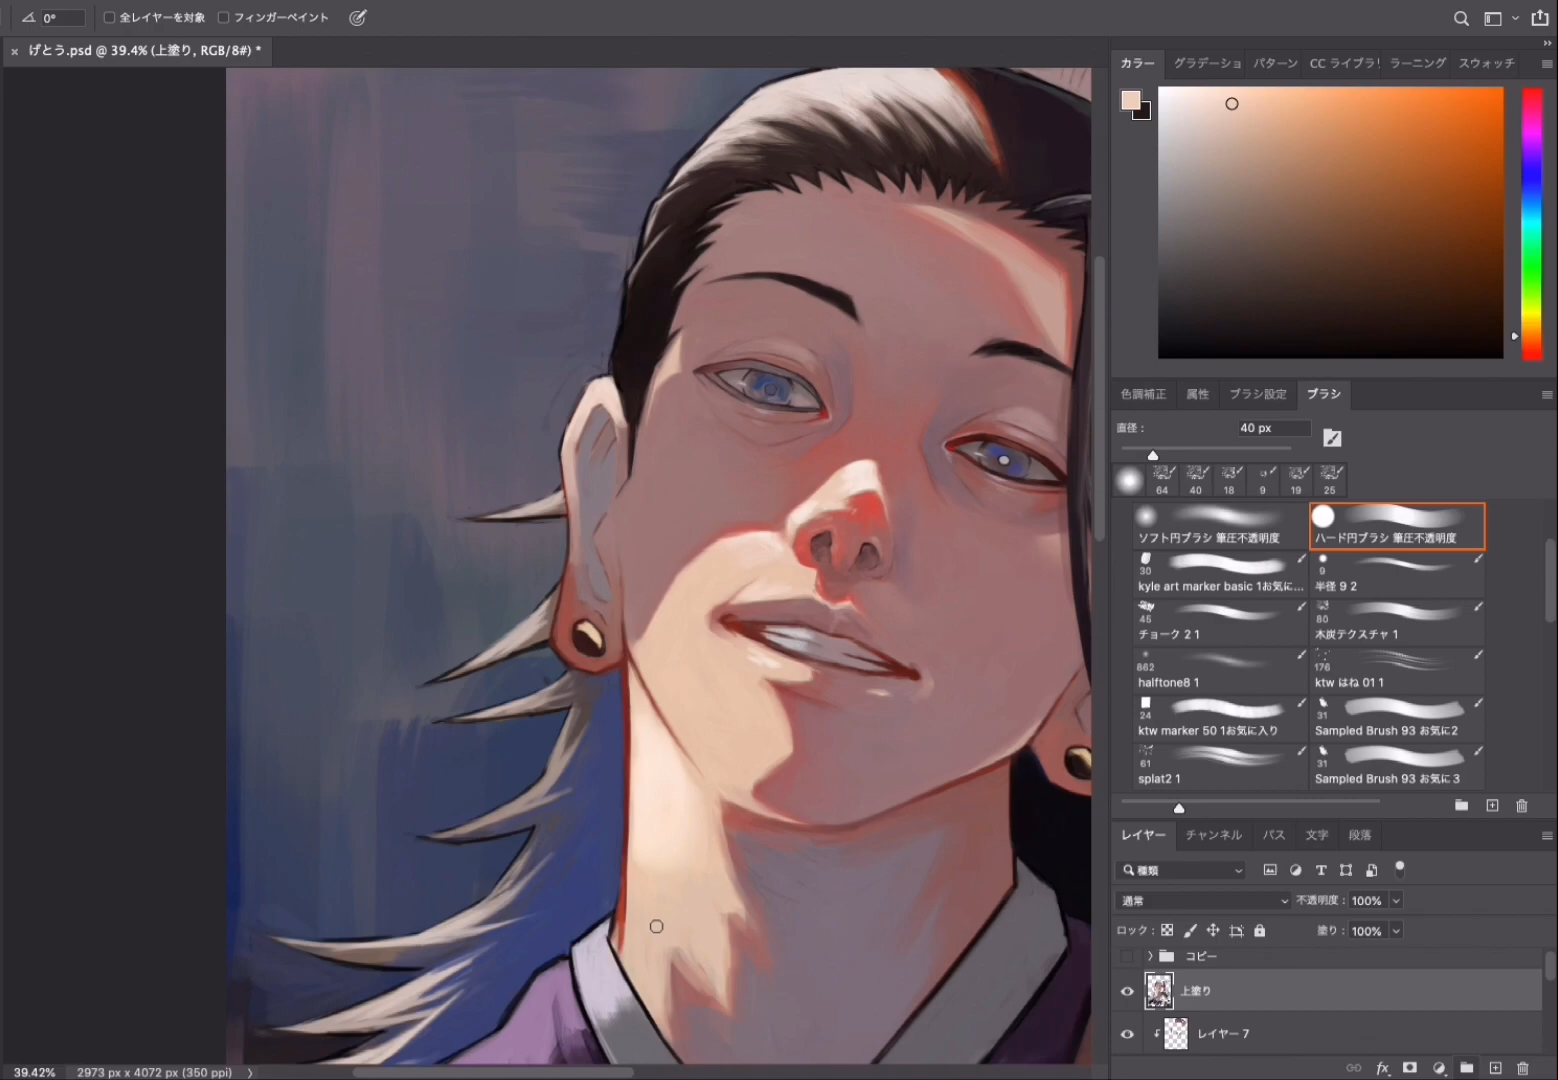 0° 全レイヤーを対象 フィンガーペイント
× げとう.psd @ 39.4% (上塗り, RGB/8#) *
カラー グラデーショ パターン CC ライブラリ ラーニング スウォッチ
色調補正 属性 ブラシ設定 ブラシ
直径 : 40 px
64 40 18 9 19 25
ソフト円ブラシ 筆圧不透明度 ハード円ブラシ 筆圧不透明度
30 9
kyle art marker basic 1お気に... 半径 9 2
45 80
チョーク 2 1 木炭テクスチャ 1
862 176
halftone8 1 ktw はね 01 1
24 31
ktw marker 50 1お気に入り Sampled Brush 93 お気に2
61 31
splat2 1 Sampled Brush 93 お気に3
レイヤー チャンネル パス 文字 段落
種類
通常 不透明度 : 100%
ロック : 塗り : 100%
コピー
上塗り
レイヤー 7
39.42% 2973 px x 4072 px (350 ppi)
fx